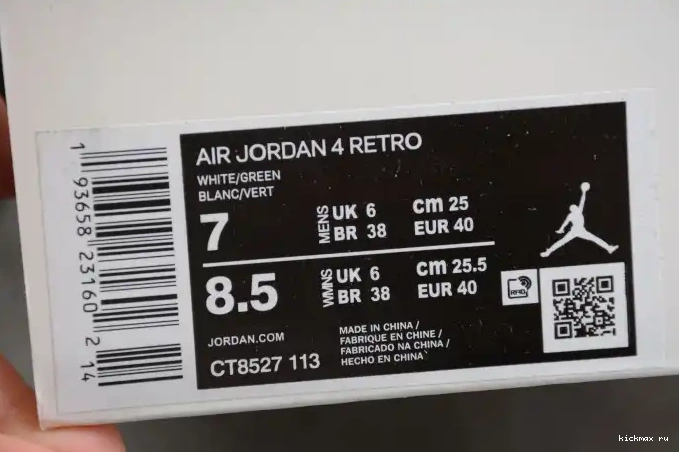 AIR JORDAN 4 RETRO
WHITE/GREEN
BLANC/VERT
7
MENS
UK 6
BR 38
cm 25
EUR 40
8.5
WMNS
UK 6
BR 38
cm 25.5
EUR 40
JORDAN.COM
CT8527 113
MADE IN CHINA /
FABRIQUE EN CHINE /
FABRICADO NA CHINA /
HECHO EN CHINA
RFID
1 93658 23160 2 14
kickmax ru